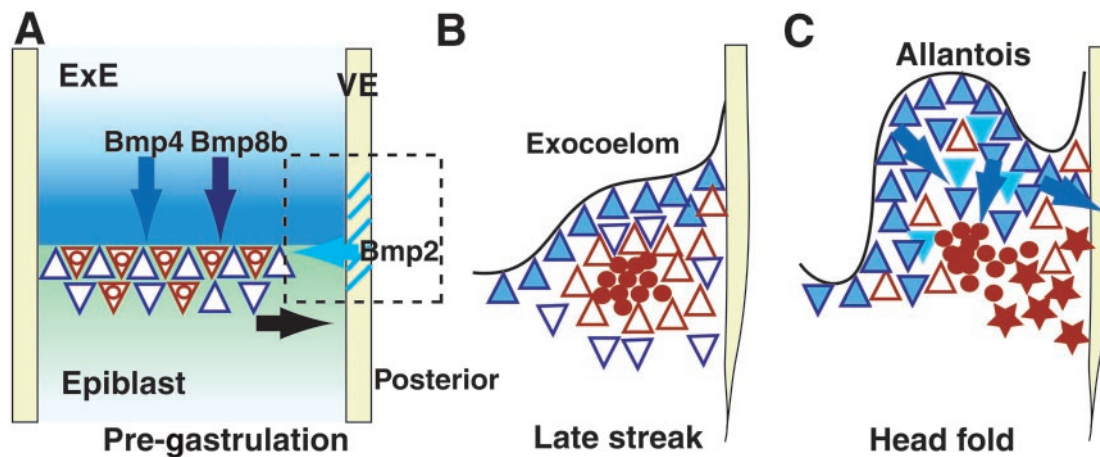 A
ExE
VE
Bmp4 Bmp8b
Bmp2
Epiblast
Posterior
Pre-gastrulation
B
Exocoelom
Late streak
C
Allantois
Head fold